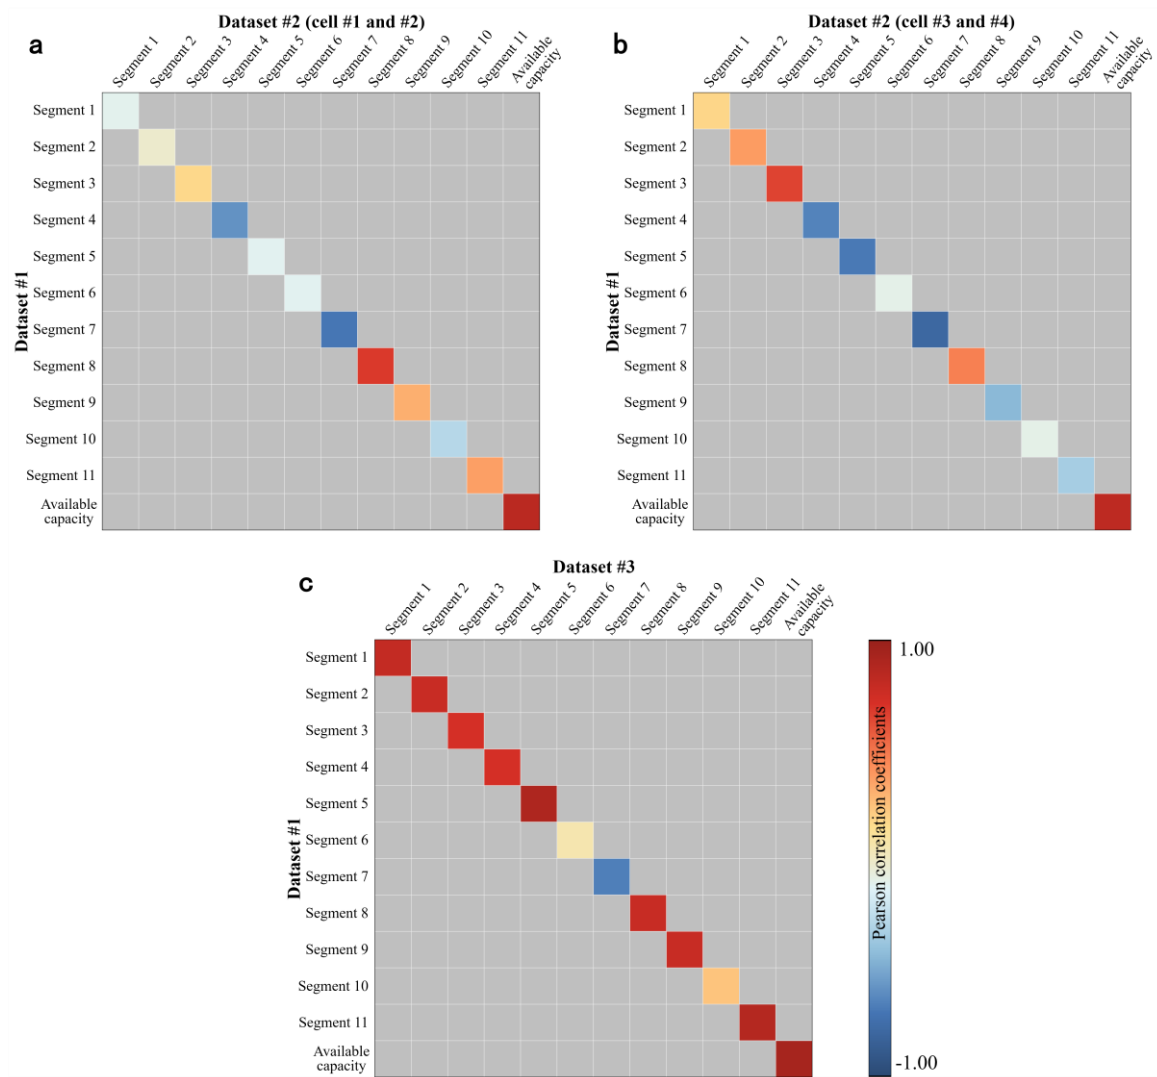 Dataset #2 (cell #1 and #2)
a
Segment 1
Segment 2
Segment 3
Segment 4
Segment 5
Segment 6
Segment 7
Segment 8
Segment 9
Segment 10
Segment 11
Available
capacity
Dataset #1
Segment 1
Segment 2
Segment 3
Segment 4
Segment 5
Segment 6
Segment 7
Segment 8
Segment 9
Segment 10
Segment 11
Available
capacity
Dataset #2 (cell #3 and #4)
b
Segment 1
Segment 2
Segment 3
Segment 4
Segment 5
Segment 6
Segment 7
Segment 8
Segment 9
Segment 10
Segment 11
Available
capacity
Dataset #1
Segment 1
Segment 2
Segment 3
Segment 4
Segment 5
Segment 6
Segment 7
Segment 8
Segment 9
Segment 10
Segment 11
Available
capacity
Dataset #3
c
Segment 1
Segment 2
Segment 3
Segment 4
Segment 5
Segment 6
Segment 7
Segment 8
Segment 9
Segment 10
Segment 11
Available
capacity
Dataset #1
Segment 1
Segment 2
Segment 3
Segment 4
Segment 5
Segment 6
Segment 7
Segment 8
Segment 9
Segment 10
Segment 11
Available
capacity
1.00
Pearson correlation coefficients
-1.00